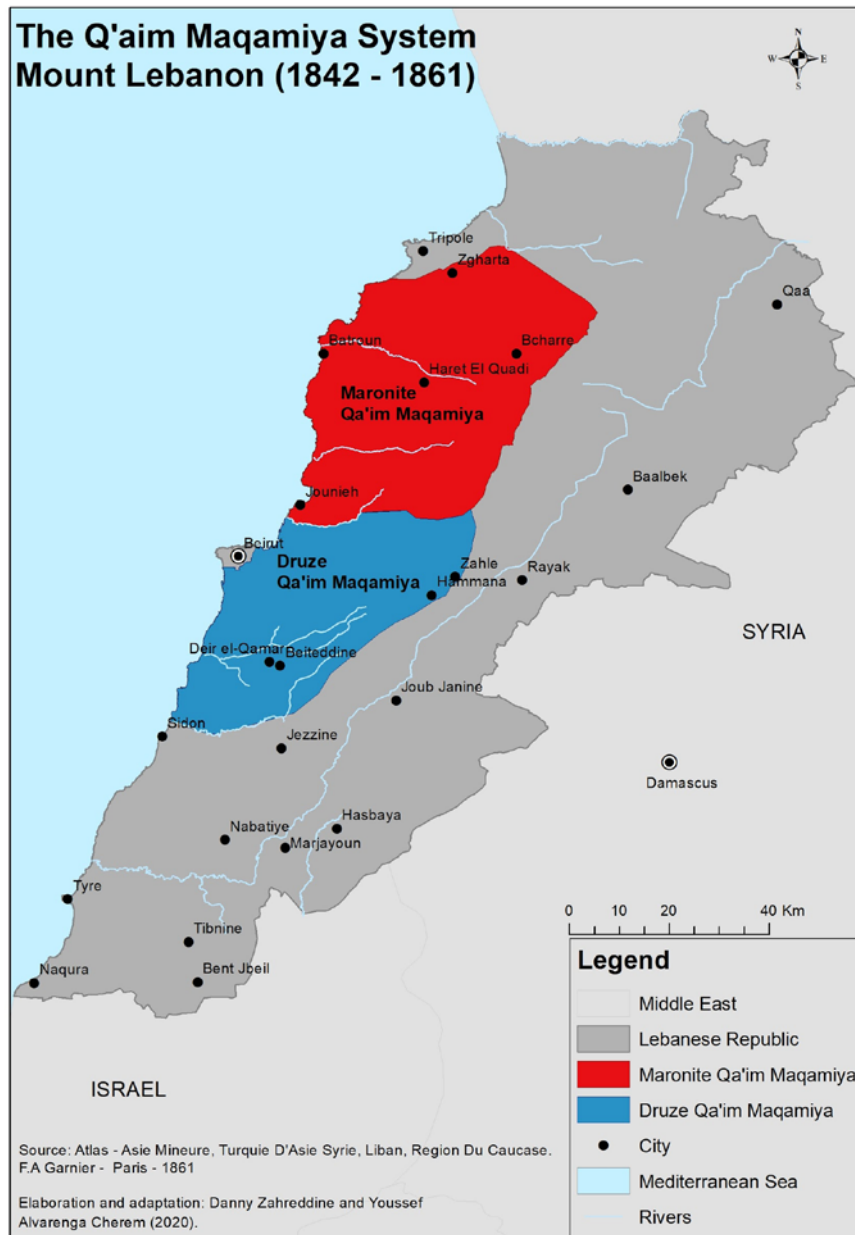 The Q'aim Maqamiya System
Mount Lebanon (1842 - 1861)
N
W
E
S
Tripole
Zgharta
Qaa
Batroun
Bcharre
Haret El Quadi
Maronite
Qa'im Maqamiya
Baalbek
Jounieh
Beirut
Druze
Qa'im Maqamiya
Zahle
Rayak
Hammana
SYRIA
Deir el-Qamar
Beiteddine
Joub Janine
Sidon
Jezzine
Damascus
Hasbaya
Nabatiye
Marjayoun
Tyre
Tibnine
Naqura
Bent Jbeil
ISRAEL
0 10 20 40 Km
Legend
Middle East
Lebanese Republic
Maronite Qa'im Maqamiya
Druze Qa'im Maqamiya
City
Mediterranean Sea
Rivers
Source: Atlas - Asie Mineure, Turquie D'Asie Syrie, Liban, Region Du Caucase.
F.A Garnier - Paris - 1861
Elaboration and adaptation: Danny Zahreddine and Youssef
Alvarenga Cherem (2020).